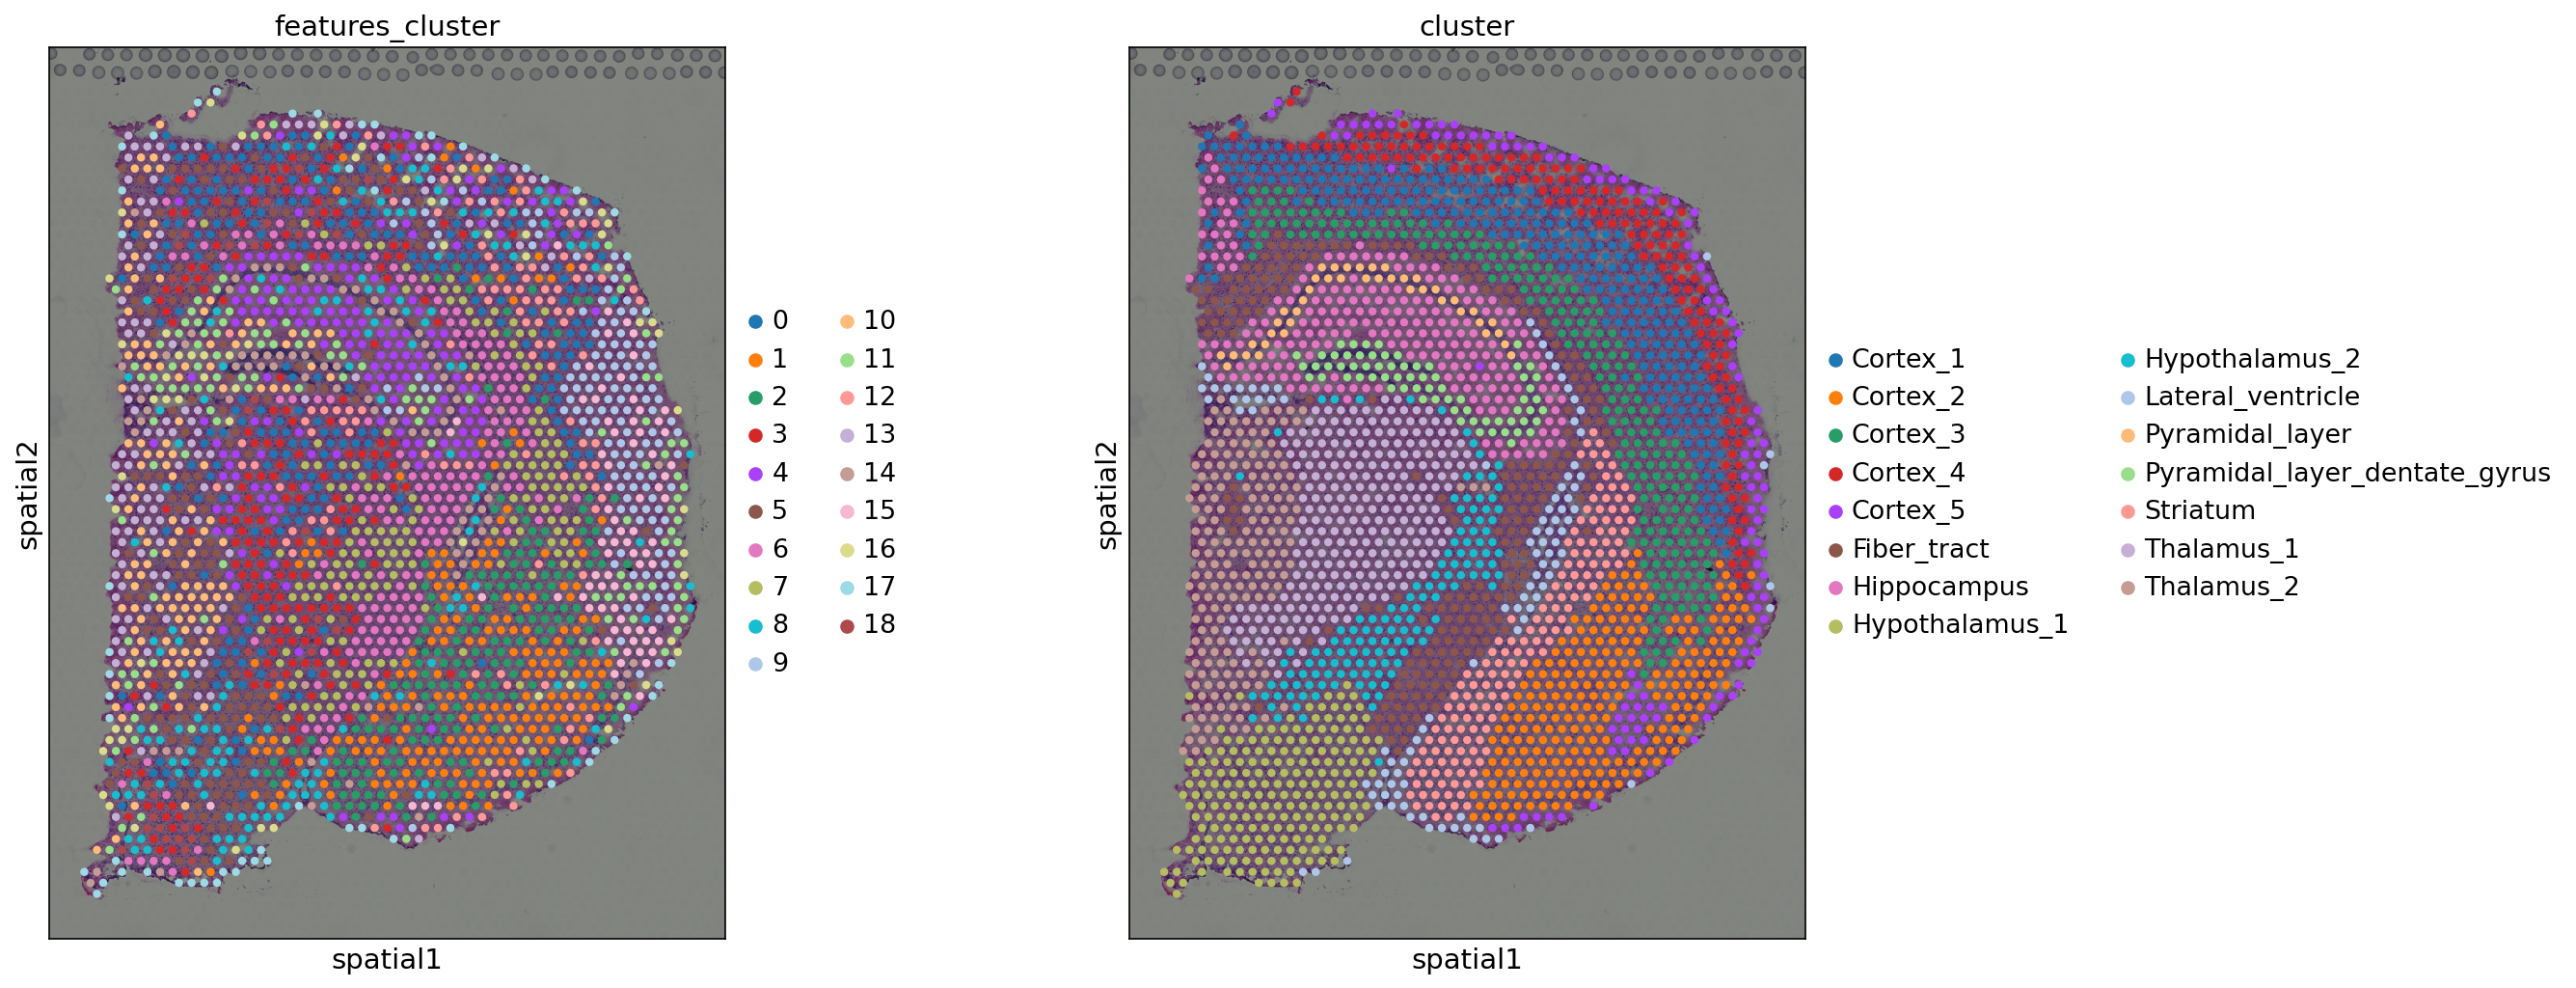 features_cluster
spatial2
spatial1
0
1
2
3
4
5
6
7
8
9
10
11
12
13
14
15
16
17
18
cluster
spatial2
spatial1
Cortex_1
Cortex_2
Cortex_3
Cortex_4
Cortex_5
Fiber_tract
Hippocampus
Hypothalamus_1
Hypothalamus_2
Lateral_ventricle
Pyramidal_layer
Pyramidal_layer_dentate_gyrus
Striatum
Thalamus_1
Thalamus_2